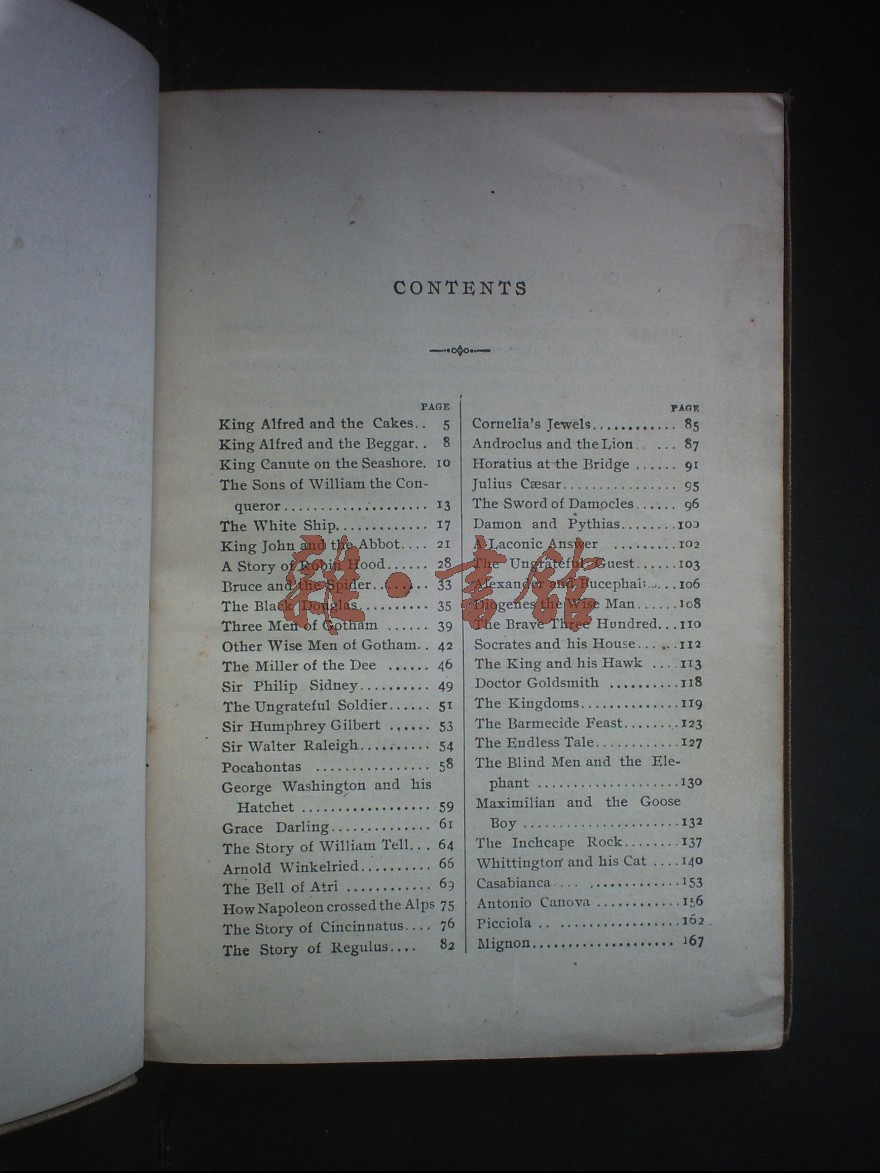 CONTENTS
PAGE
King Alfred and the Cakes.. 5
King Alfred and the Beggar.. 8
King Canute on the Seashore. 10
The Sons of William the Con-
queror.................... 13
The White Ship............ 17
King John and the Abbot.... 21
A Story of Robin Hood...... 28
Bruce and the Spider........ 33
The Black Douglas.......... 35
Three Men of Gotham ...... 39
Other Wise Men of Gotham.. 42
The Miller of the Dee ...... 46
Sir Philip Sidney.......... 49
The Ungrateful Soldier...... 51
Sir Humphrey Gilbert ...... 53
Sir Walter Raleigh.......... 54
Pocahontas ................ 58
George Washington and his
Hatchet .................. 59
Grace Darling.............. 61
The Story of William Tell... 64
Arnold Winkelried.......... 66
The Bell of Atri ............ 69
How Napoleon crossed the Alps 75
The Story of Cincinnatus.... 76
The Story of Regulus.... 82
PAGE
Cornelia's Jewels............ 85
Androclus and the Lion .. ... 87
Horatius at the Bridge ...... 91
Julius Cæsar................ 95
The Sword of Damocles...... 96
Damon and Pythias........100
A Laconic Answer .........102
The Ungrateful Guest......103
Alexander and Bucephalus...106
Diogenes the Wise Man......108
The Brave Three Hundred...110
Socrates and his House.....112
The King and his Hawk ....113
Doctor Goldsmith ..........118
The Kingdoms..............119
The Barmecide Feast........123
The Endless Tale............127
The Blind Men and the Ele-
phant ....................130
Maximilian and the Goose
Boy ......................132
The Inchcape Rock........137
Whittington and his Cat ....140
Casabianca.... .............153
Antonio Canova ............156
Picciola .. .................162
Mignon.................... 167
雜·書館